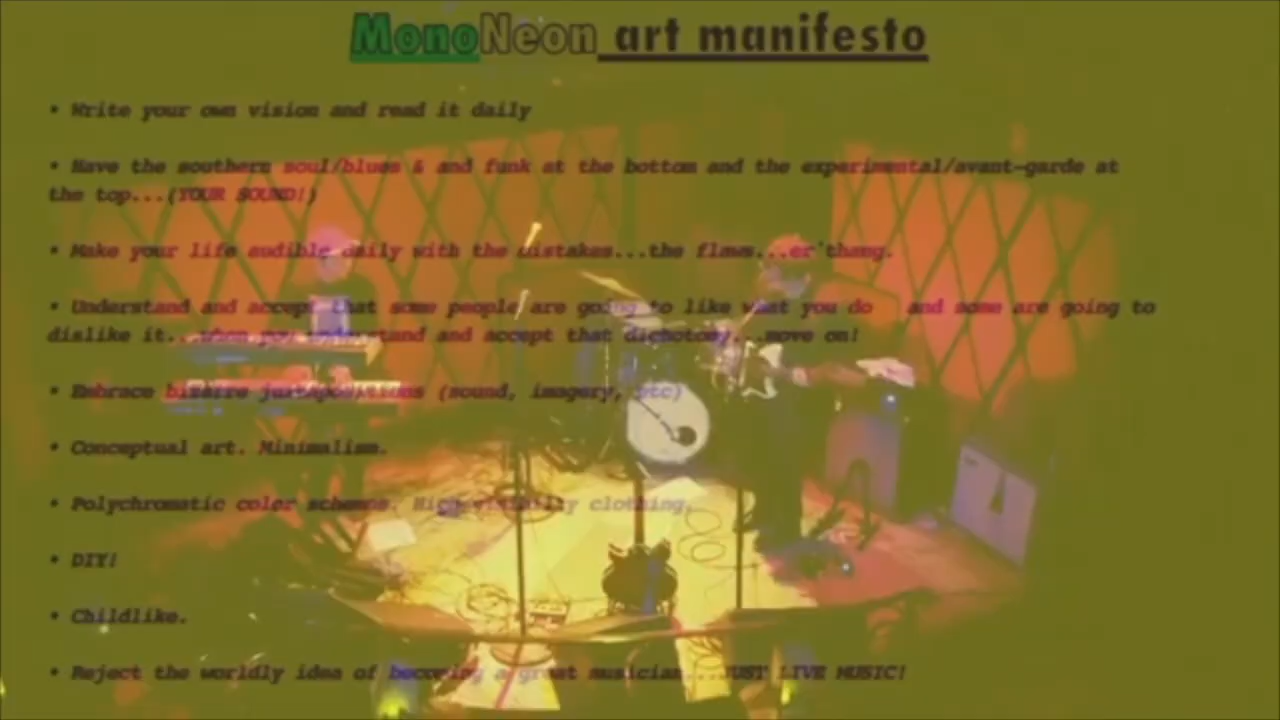 MonoNeon art manifesto
• Write your own vision and read it daily
• Have the southern soul/blues & and funk at the bottom and the experimental/avant-garde at
the top...(YOUR SOUND!)
• Make your life audible daily with the mistakes...the flaws...er'thang.
• Understand and accept that some people are going to like what you do and some are going to
dislike it...when you understand and accept that dichotomy...move on!
• Embrace bizarre juxtapositions (sound, imagery, etc)
• Conceptual art. Minimalism.
• Polychromatic color schemes. High visibility clothing.
• DIY!
• Childlike.
• Reject the worldly idea of becoming a great musician...JUST LIVE MUSIC!